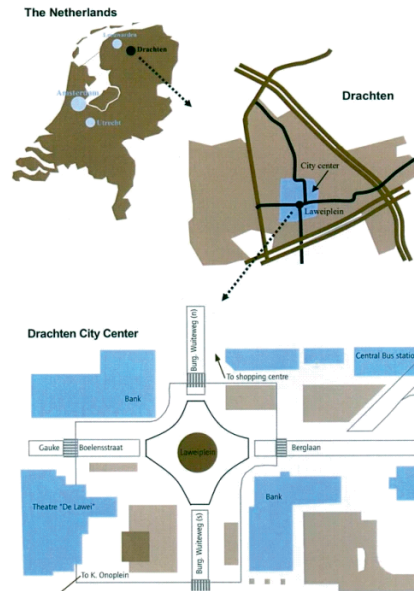 The Netherlands
Leeuwarden
Drachten
Amsterdam
Utrecht
Drachten
City center
Laweiplein
Drachten City Center
Burg. Wuiteweg (n)
To shopping centre
Central Bus station
Bank
Gauke
Boelensstraat
Laweiplein
Berglaan
Theatre "De Lawei"
Bank
Burg. Wuiteweg (s)
To K. Onoplein